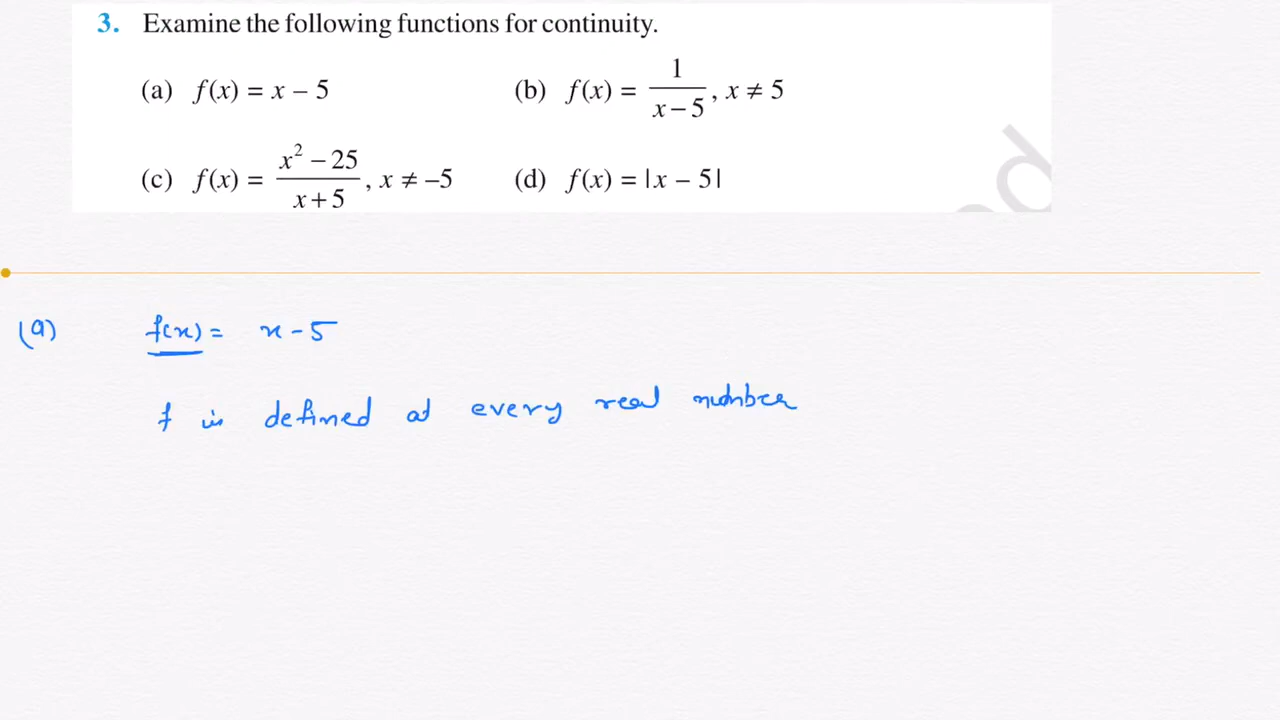 3. Examine the following functions for continuity.
(a) f(x) = x – 5 (b) f(x) = 1/(x – 5), x ≠ 5
(c) f(x) = (x² – 25)/(x + 5), x ≠ –5 (d) f(x) = |x – 5|
(a) f(x) = x - 5
f is defined at every real number